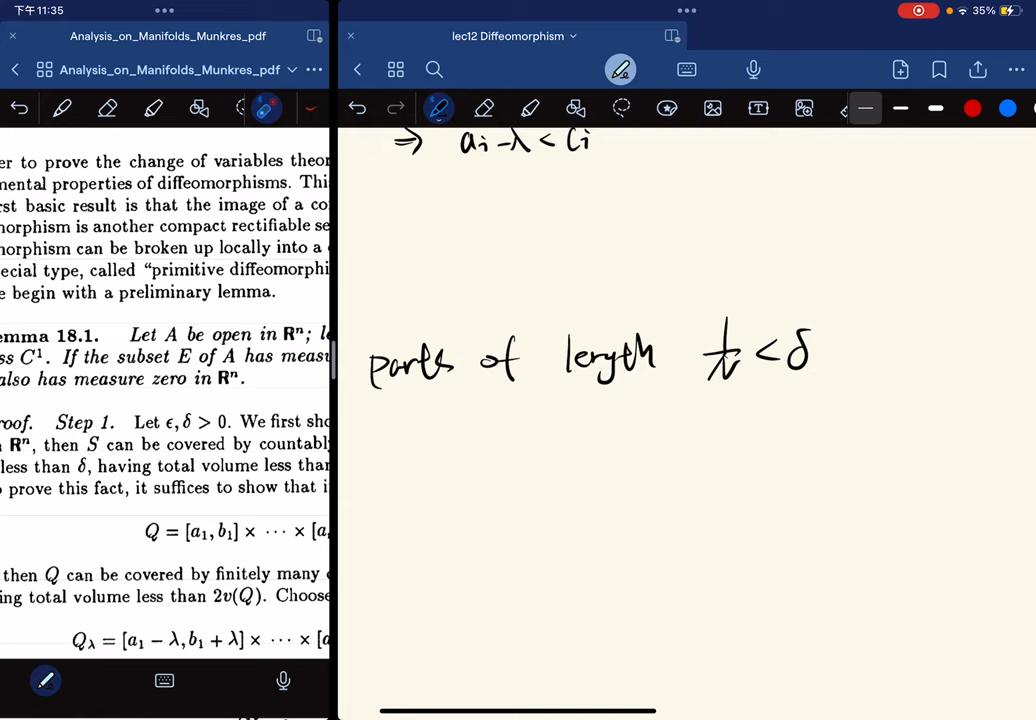 下午11:35
35%
Analysis_on_Manifolds_Munkres_pdf
lec12 Diffeomorphism
Analysis_on_Manifolds_Munkres_pdf
er to prove the change of variables theor
mental properties of diffeomorphisms. Thi
rst basic result is that the image of a co
norphism is another compact rectifiable se
norphism can be broken up locally into a
ecial type, called “primitive diffeomorphi
e begin with a preliminary lemma.
emma 18.1. Let A be open in Rⁿ; l
ss C¹. If the subset E of A has meas
also has measure zero in Rⁿ.
roof. Step 1. Let ϵ, δ > 0. We first sho
Rⁿ, then S can be covered by countabl
less than δ, having total volume less than
o prove this fact, it suffices to show that i
Q = [a₁, b₁] × ⋯ × [a
then Q can be covered by finitely many
ing total volume less than 2v(Q). Choose
Q_λ = [a₁ − λ, b₁ + λ] × ⋯ × [a
⇒ aᵢ - λ < cᵢ
parts of length 1/N < δ